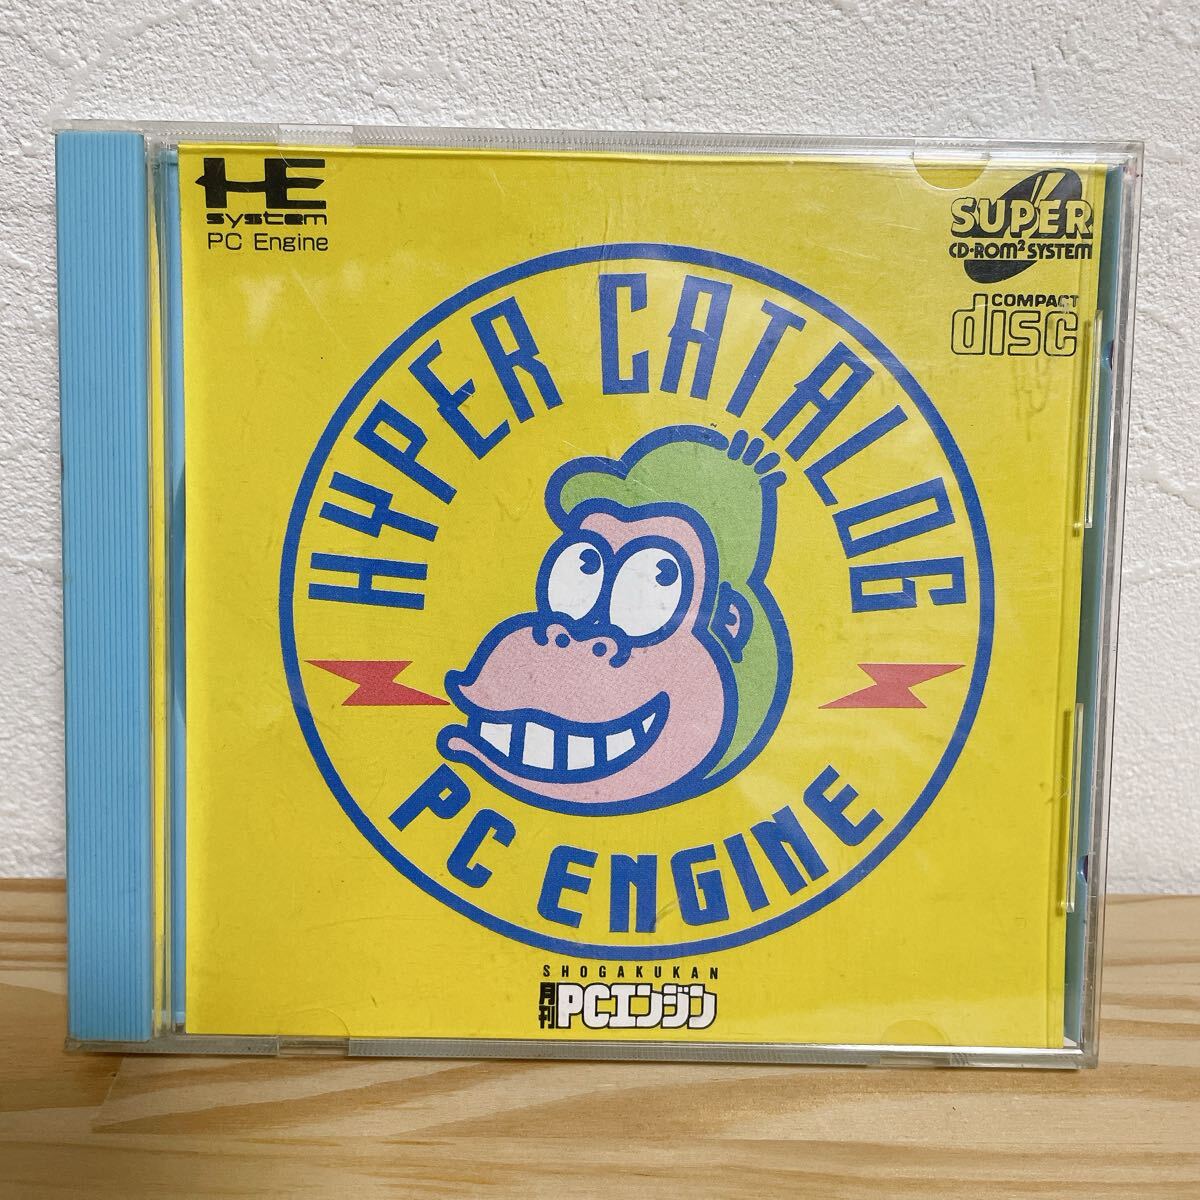 HE
system
PC Engine
SUPER
CD-ROM² SYSTEM
COMPACT
disc
HYPER CATALOG
PC ENGINE
SHOGAKUKAN
月刊PCエンジン